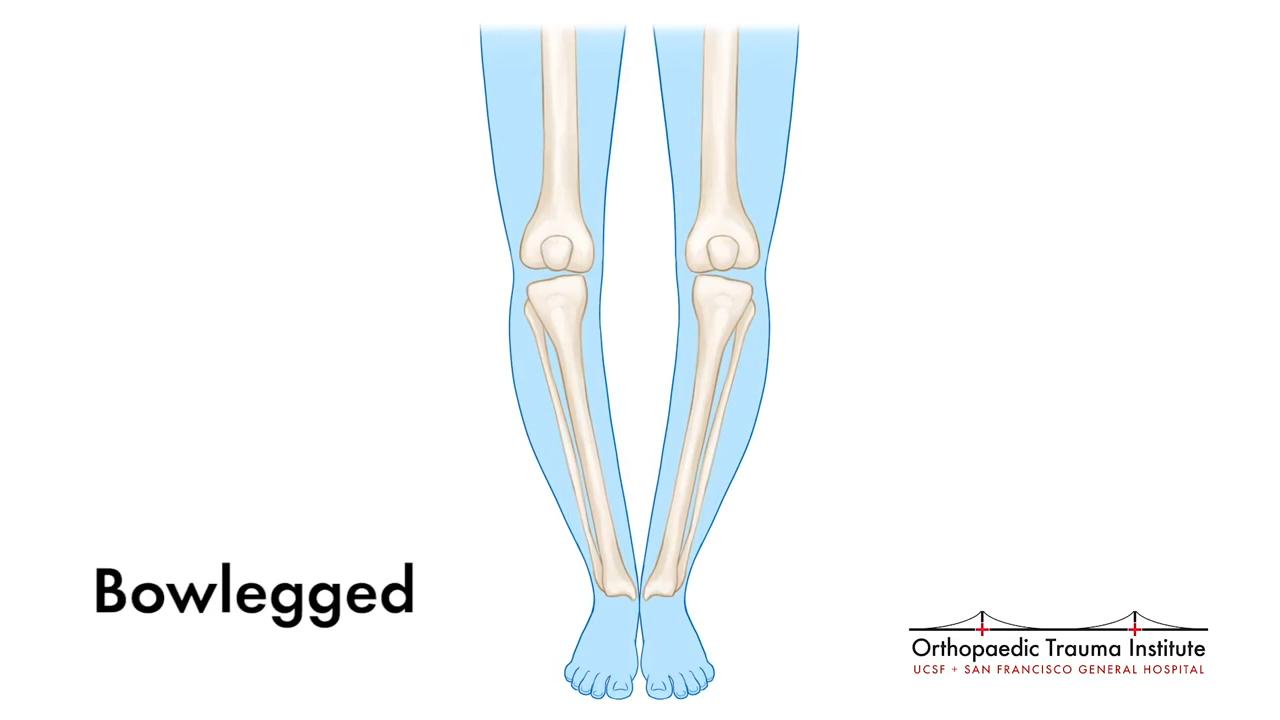 Bowlegged
Orthopaedic Trauma Institute
UCSF + SAN FRANCISCO GENERAL HOSPITAL